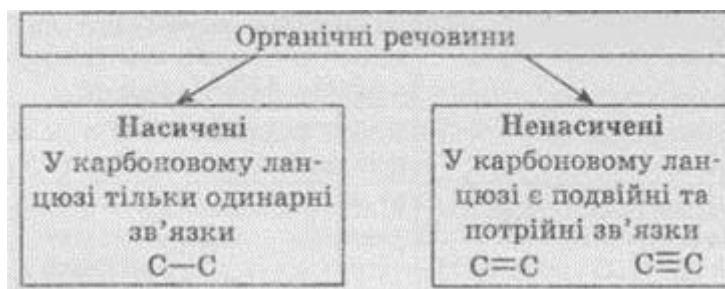 Органічні речовини
Насичені
У карбоновому лан-
цюзі тільки одинарні
зв’язки
С—С
Ненасичені
У карбоновому лан-
цюзі є подвійні та
потрійні зв’язки
С=С С≡С